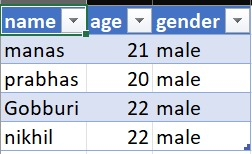 name age gender
manas 21 male
prabhas 20 male
Gobburi 22 male
nikhil 22 male